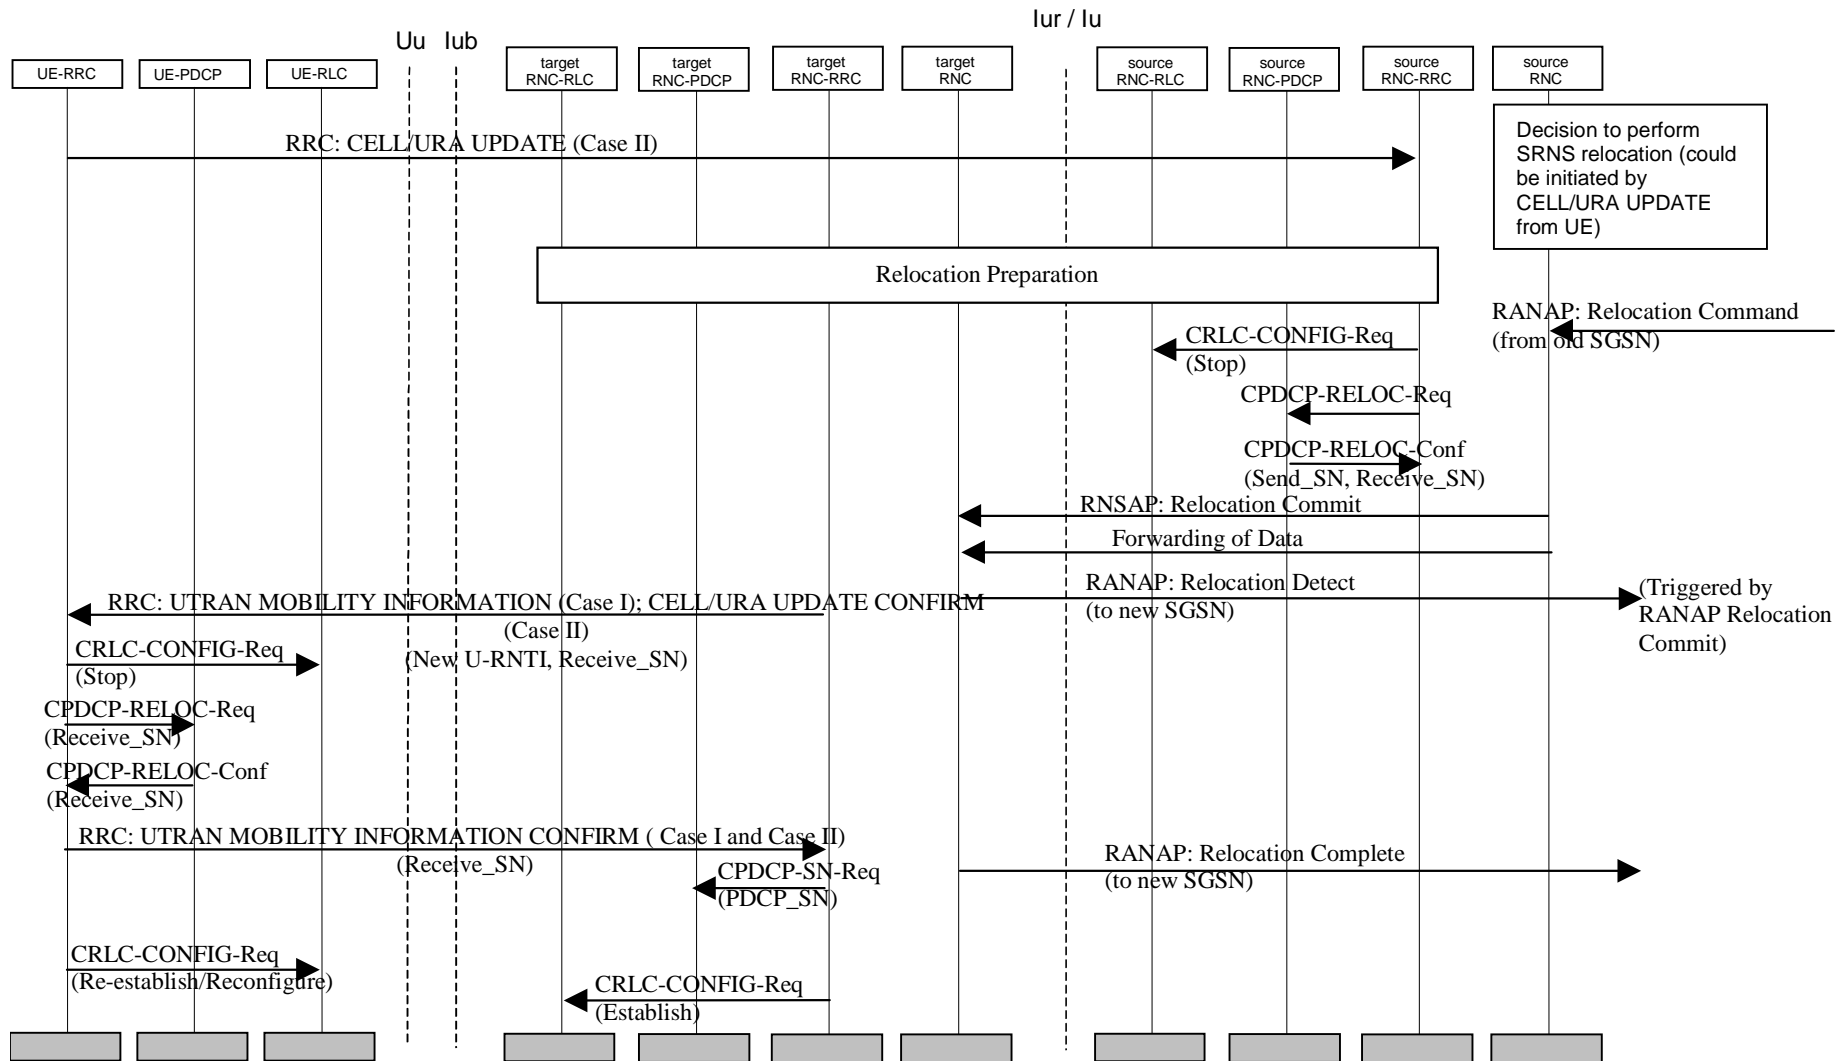 Iur / Iu
Uu
Iub
UE-RRC
UE-PDCP
UE-RLC
target
RNC-RLC
target
RNC-PDCP
target
RNC-RRC
target
RNC
source
RNC-RLC
source
RNC-PDCP
source
RNC-RRC
source
RNC
Decision to perform
SRNS relocation (could
be initiated by
CELL/URA UPDATE
from UE)
RRC: CELL/URA UPDATE (Case II)
Relocation Preparation
RANAP: Relocation Command
(from old SGSN)
CRLC-CONFIG-Req
(Stop)
CPDCP-RELOC-Req
CPDCP-RELOC-Conf
(Send_SN, Receive_SN)
RNSAP: Relocation Commit
Forwarding of Data
RANAP: Relocation Detect
(to new SGSN)
(Triggered by
RANAP Relocation
Commit)
RRC: UTRAN MOBILITY INFORMATION (Case I); CELL/URA UPDATE CONFIRM
(Case II)
(New U-RNTI, Receive_SN)
CRLC-CONFIG-Req
(Stop)
CPDCP-RELOC-Req
(Receive_SN)
CPDCP-RELOC-Conf
(Receive_SN)
RRC: UTRAN MOBILITY INFORMATION CONFIRM ( Case I and Case II)
(Receive_SN)
RANAP: Relocation Complete
(to new SGSN)
CPDCP-SN-Req
(PDCP_SN)
CRLC-CONFIG-Req
(Re-establish/Reconfigure)
CRLC-CONFIG-Req
(Establish)